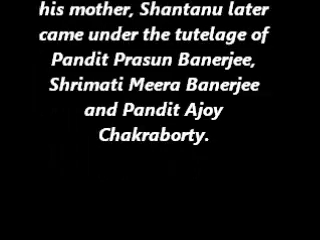 his mother, Shantanu later
came under the tutelage of
Pandit Prasun Banerjee,
Shrimati Meera Banerjee
and Pandit Ajoy
Chakraborty.